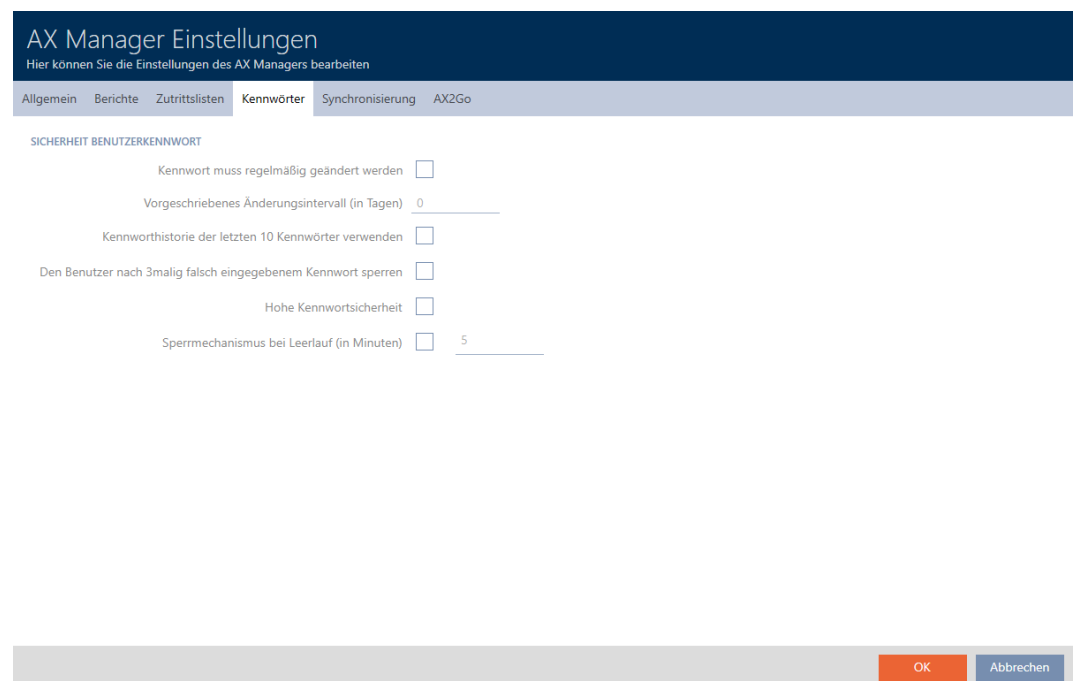 AX Manager Einstellungen
Hier können Sie die Einstellungen des AX Managers bearbeiten
Allgemein Berichte Zutrittslisten Kennwörter Synchronisierung AX2Go
SICHERHEIT BENUTZERKENNWORT
Kennwort muss regelmäßig geändert werden
Vorgeschriebenes Änderungsintervall (in Tagen) 0
Kennworthistorie der letzten 10 Kennwörter verwenden
Den Benutzer nach 3malig falsch eingegebenem Kennwort sperren
Hohe Kennwortsicherheit
Sperrmechanismus bei Leerlauf (in Minuten) 5
OK Abbrechen